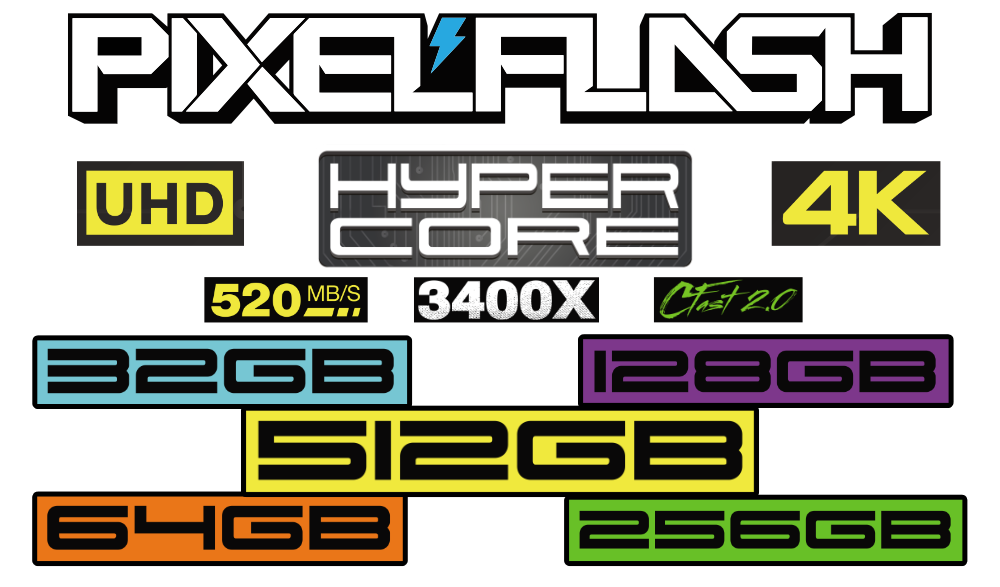 PIXELFLASH
UHD
HYPER
CORE
4K
520 MB/S
3400X
CFast 2.0
32GB
128GB
512GB
64GB
256GB